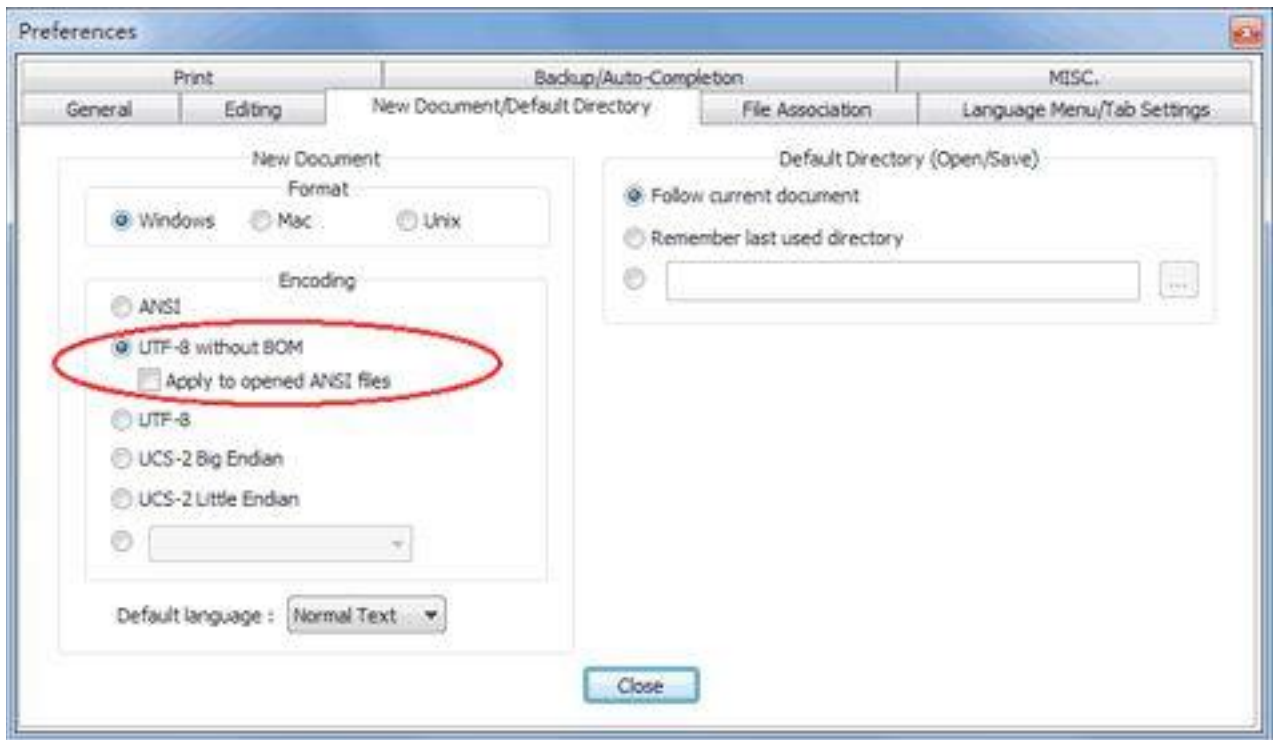 Preferences
Print Backup/Auto-Completion MISC.
General Editing New Document/Default Directory File Association Language Menu/Tab Settings
New Document
Format
Windows Mac Unix
Encoding
ANSI
UTF-8 without BOM
Apply to opened ANSI files
UTF-8
UCS-2 Big Endian
UCS-2 Little Endian
Default language : Normal Text
Default Directory (Open/Save)
Follow current document
Remember last used directory
...
Close